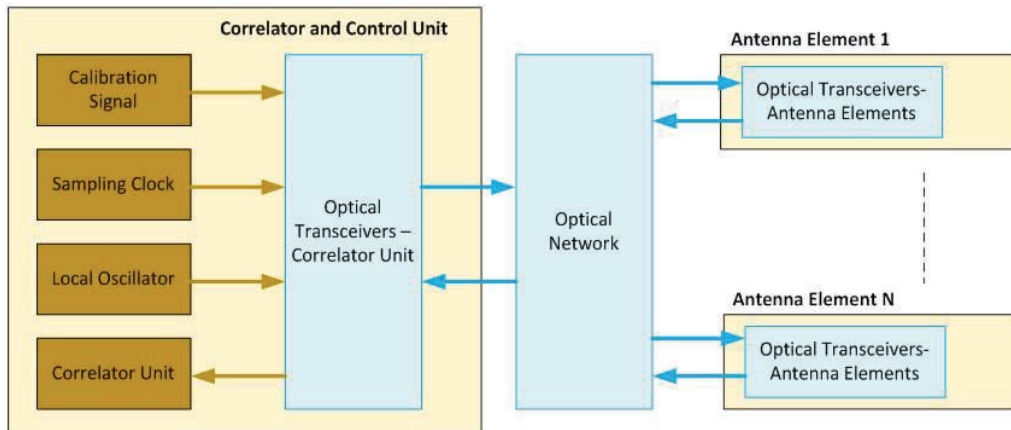 Correlator and Control Unit
Calibration
Signal
Sampling Clock
Local Oscillator
Correlator Unit
Optical
Transceivers –
Correlator Unit
Optical
Network
Antenna Element 1
Optical Transceivers-
Antenna Elements
Antenna Element N
Optical Transceivers-
Antenna Elements